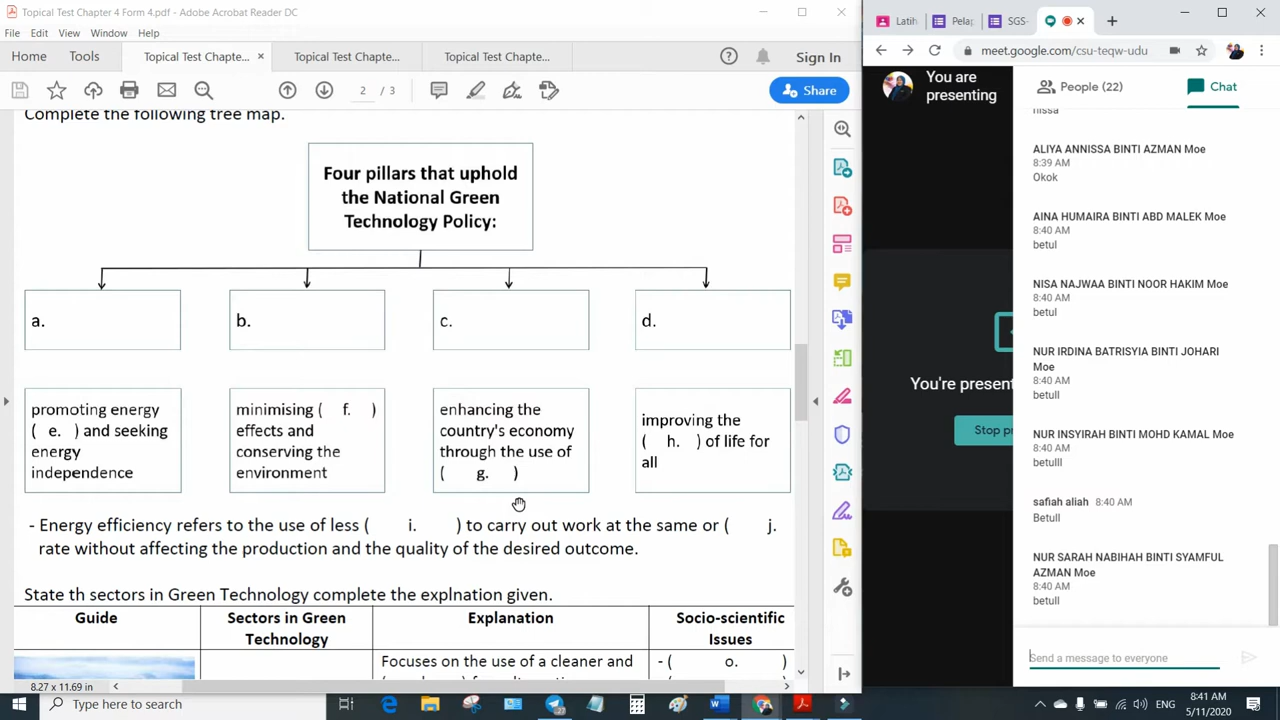 Topical Test Chapter 4 Form 4.pdf - Adobe Acrobat Reader DC
File Edit View Window Help
Home Tools Topical Test Chapte... × Topical Test Chapte... Topical Test Chapte... Sign In
2 / 3 Share
Complete the following tree map.
Four pillars that uphold
the National Green
Technology Policy:
a. b. c. d.
promoting energy
( e. ) and seeking
energy
independence
minimising ( f. )
effects and
conserving the
environment
enhancing the
country's economy
through the use of
( g. )
improving the
( h. ) of life for
all
- Energy efficiency refers to the use of less ( i. ) to carry out work at the same or ( j.
rate without affecting the production and the quality of the desired outcome.
State th sectors in Green Technology complete the explnation given.
Guide
Sectors in Green
Technology
Explanation
Socio-scientific
Issues
Focuses on the use of a cleaner and
- ( o. )
8.27 x 11.69 in
Type here to search
Latih Pelap SGS-
meet.google.com/csu-teqw-udu
You are
presenting
People (22) Chat
nissa
ALIYA ANNISSA BINTI AZMAN Moe
8:39 AM
Okok
AINA HUMAIRA BINTI ABD MALEK Moe
8:40 AM
betul
NISA NAJWAA BINTI NOOR HAKIM Moe
8:40 AM
betul
NUR IRDINA BATRISYIA BINTI JOHARI
Moe
8:40 AM
betull
NUR INSYIRAH BINTI MOHD KAMAL Moe
8:40 AM
betulll
safiah aliah 8:40 AM
Betull
NUR SARAH NABIHAH BINTI SYAMFUL
AZMAN Moe
8:40 AM
betull
You're present
Stop pr
Send a message to everyone
ENG
8:41 AM
5/11/2020